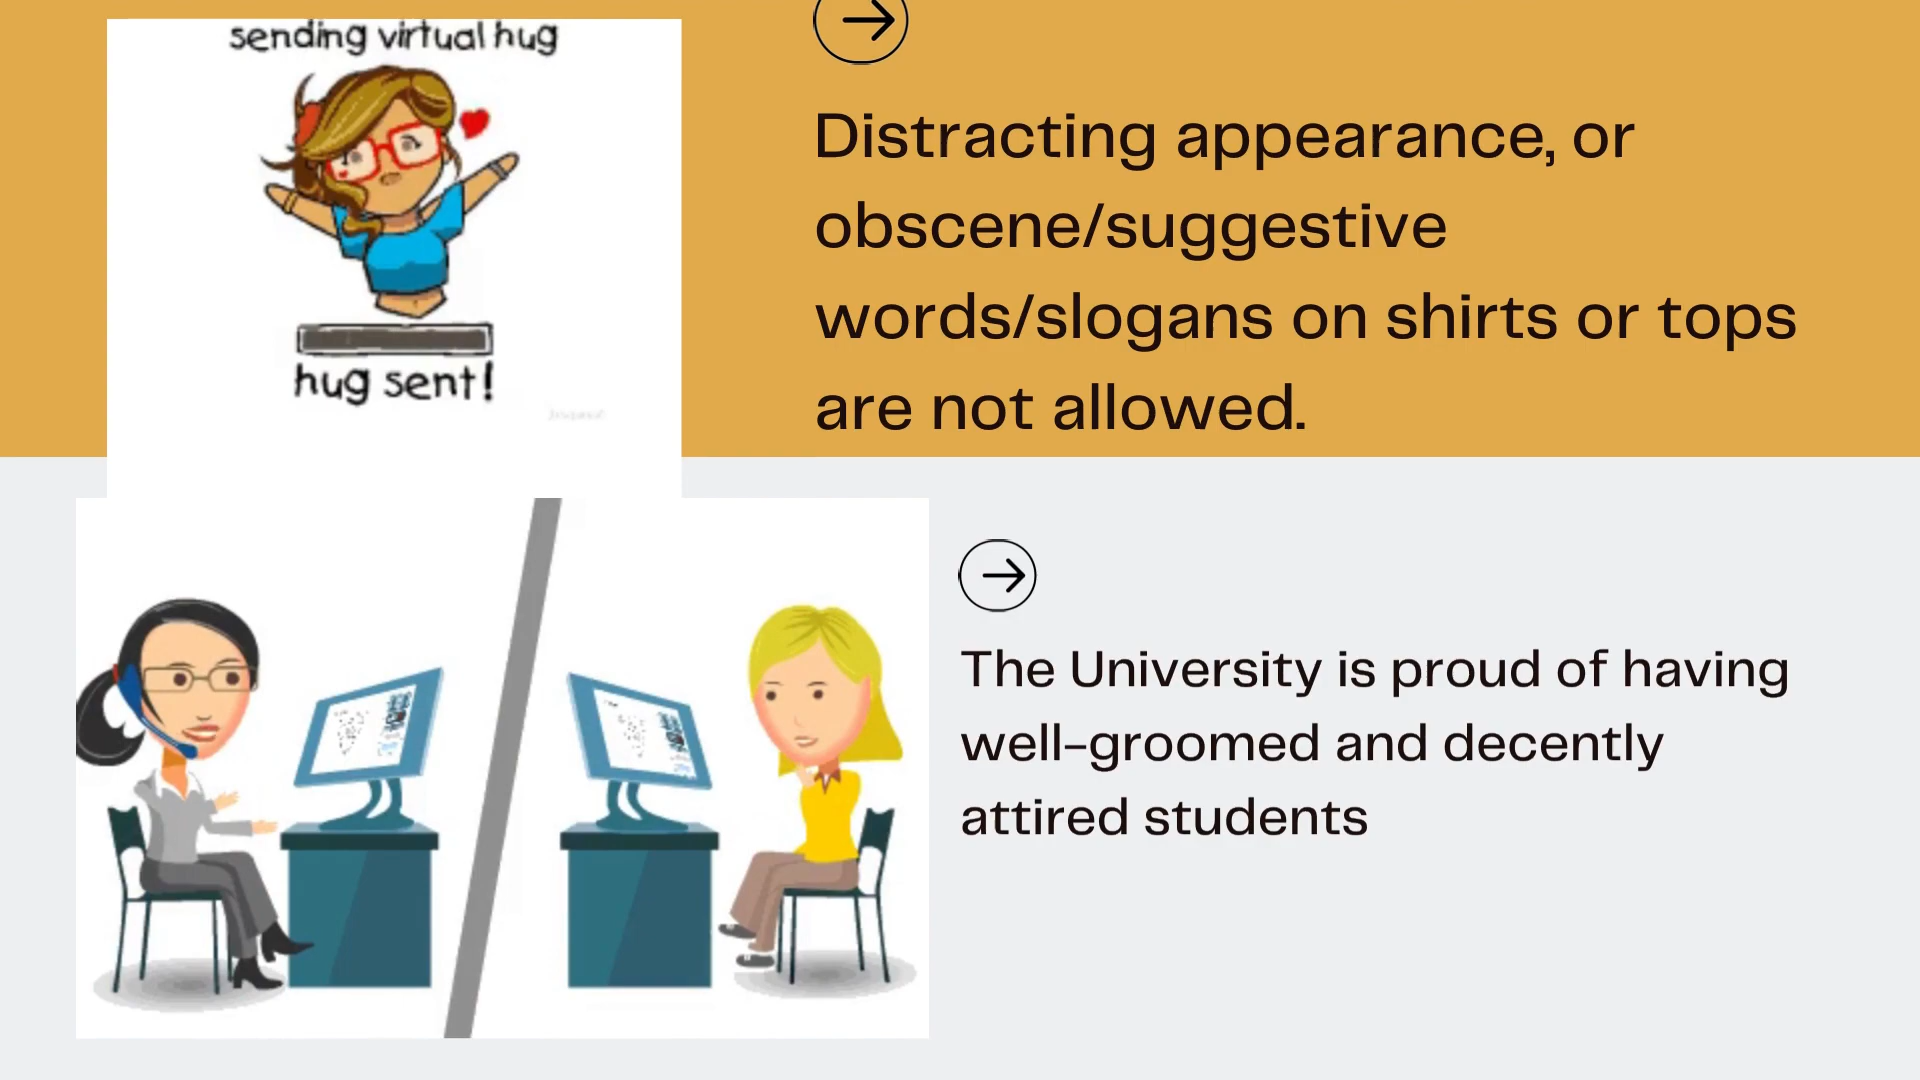 sending virtual hug
hug sent!
Distracting appearance, or
obscene/suggestive
words/slogans on shirts or tops
are not allowed.
The University is proud of having
well-groomed and decently
attired students